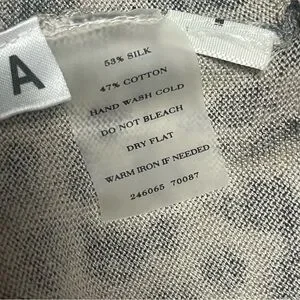 A
53% SILK
47% COTTON
HAND WASH COLD
DO NOT BLEACH
DRY FLAT
WARM IRON IF NEEDED
246065 70087